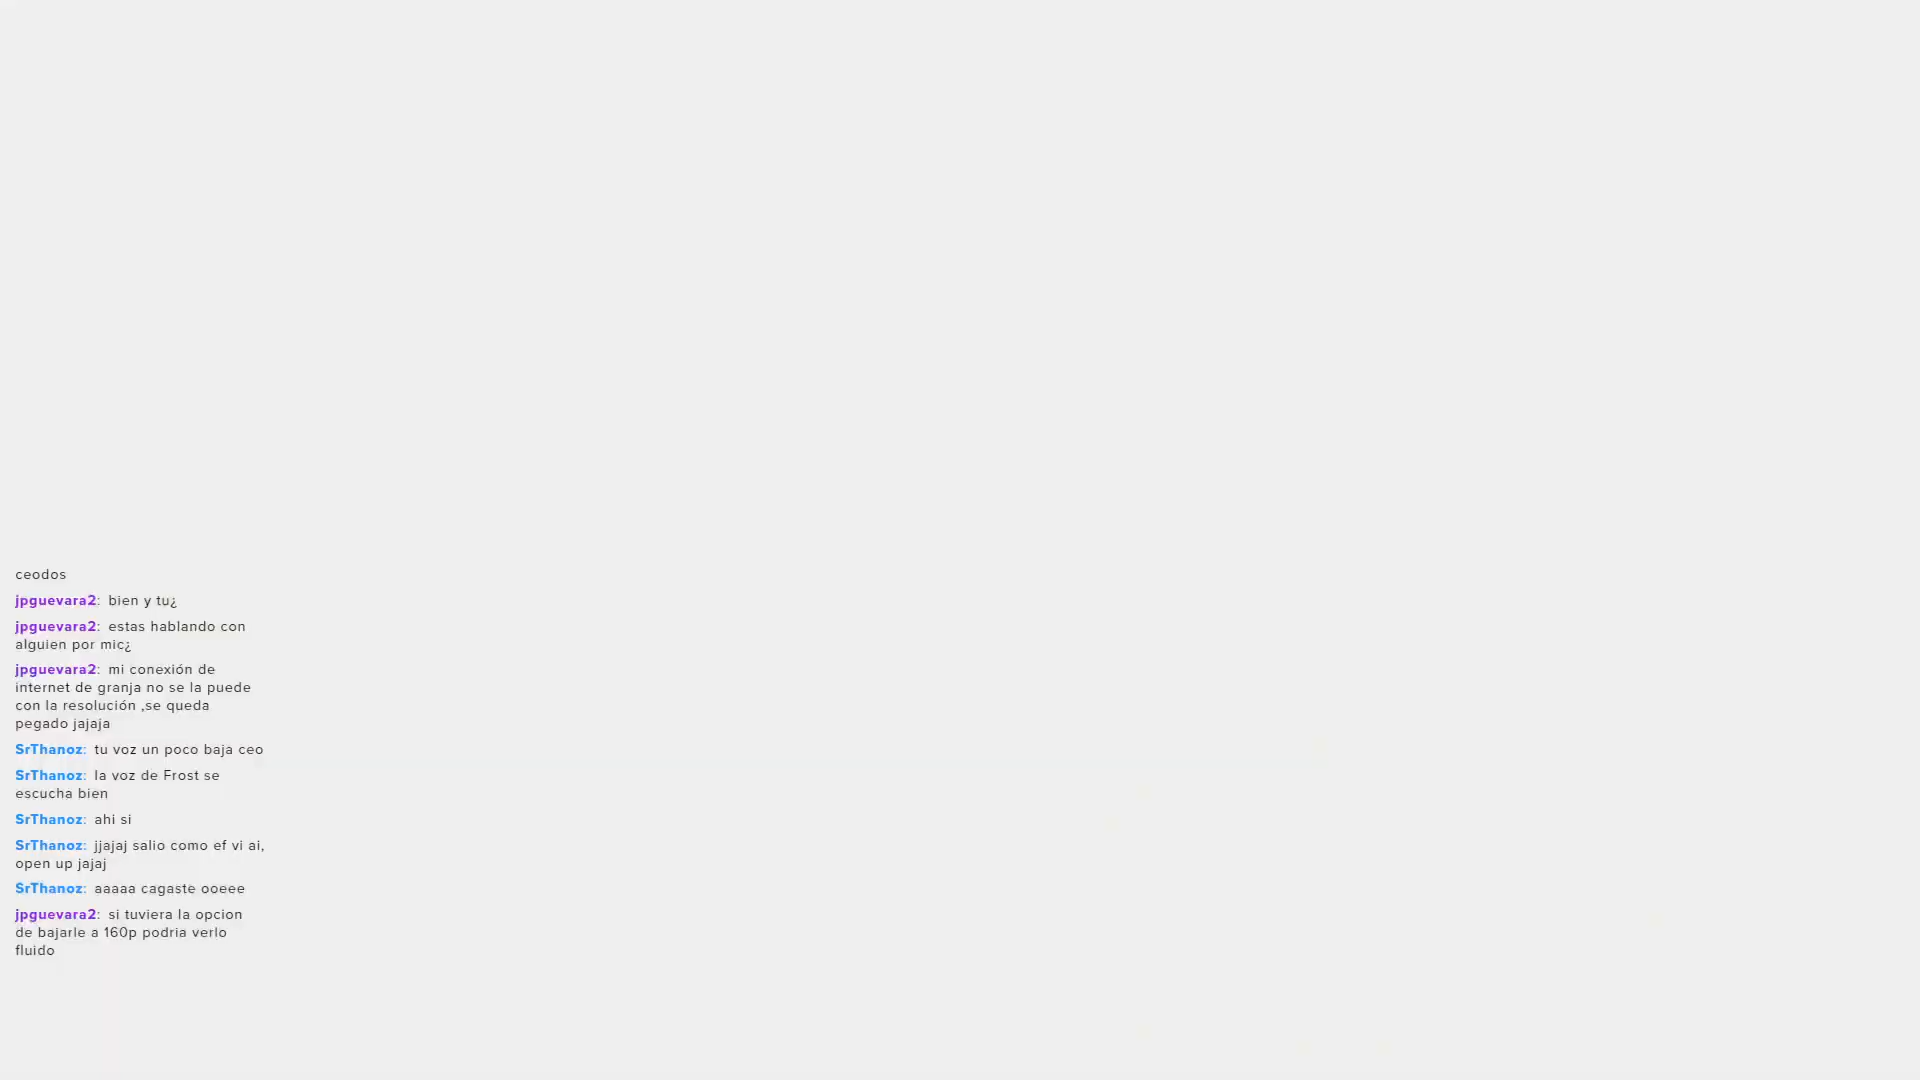 ceodos
jpguevara2: bien y tu¿
jpguevara2: estas hablando con
alguien por mic¿
jpguevara2: mi conexión de
internet de granja no se la puede
con la resolución ,se queda
pegado jajaja
SrThanoz: tu voz un poco baja ceo
SrThanoz: la voz de Frost se
escucha bien
SrThanoz: ahi si
SrThanoz: jjajaj salio como ef vi ai,
open up jajaj
SrThanoz: aaaaa cagaste ooeee
jpguevara2: si tuviera la opcion
de bajarle a 160p podria verlo
fluido